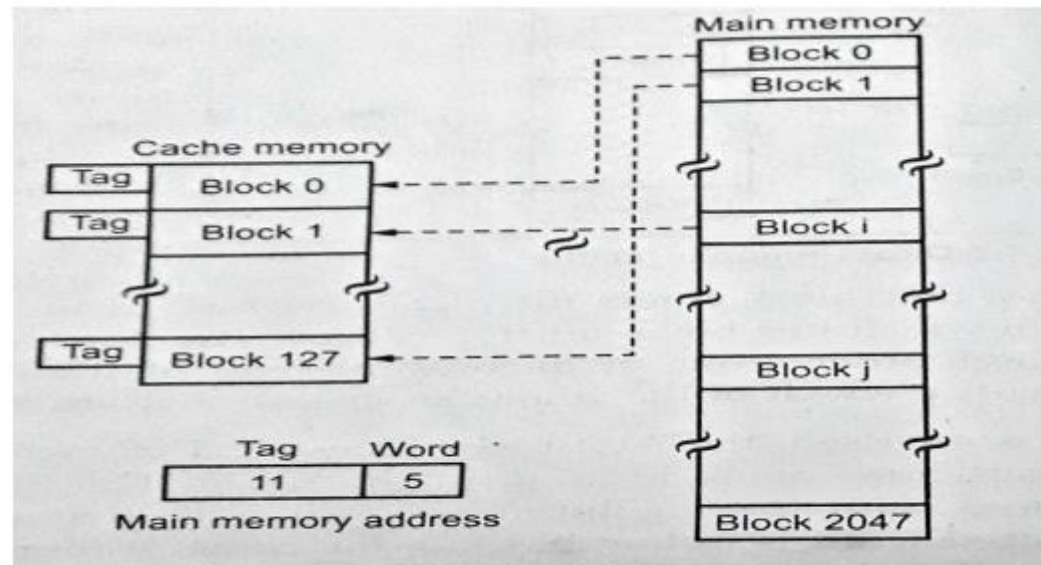 Main memory
Block 0
Block 1
Cache memory
Tag
Block 0
Tag
Block 1
Block i
Tag
Block 127
Block j
Tag
Word
11
5
Main memory address
Block 2047